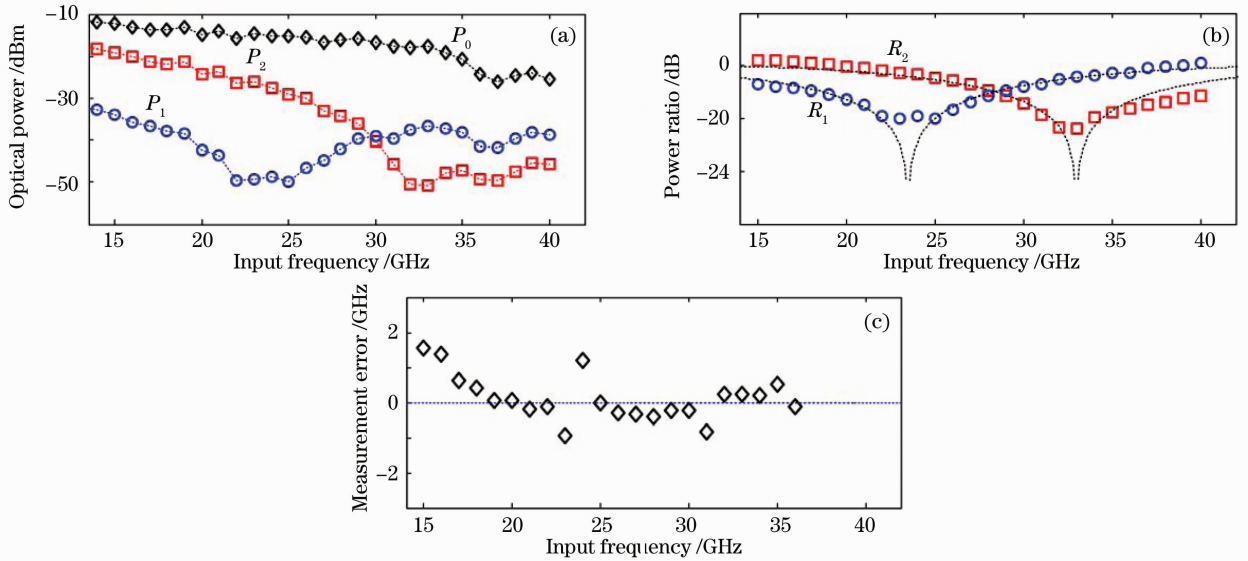 (a)
Optical power /dBm
−10
−30
−50
P0
P2
P1
15 20 25 30 35 40
Input frequency /GHz
(b)
Power ratio /dB
0
−20
−24
R2
R1
15 20 25 30 35 40
Input frequency /GHz
(c)
Measurement error /GHz
2
0
−2
15 20 25 30 35 40
Input frequency /GHz